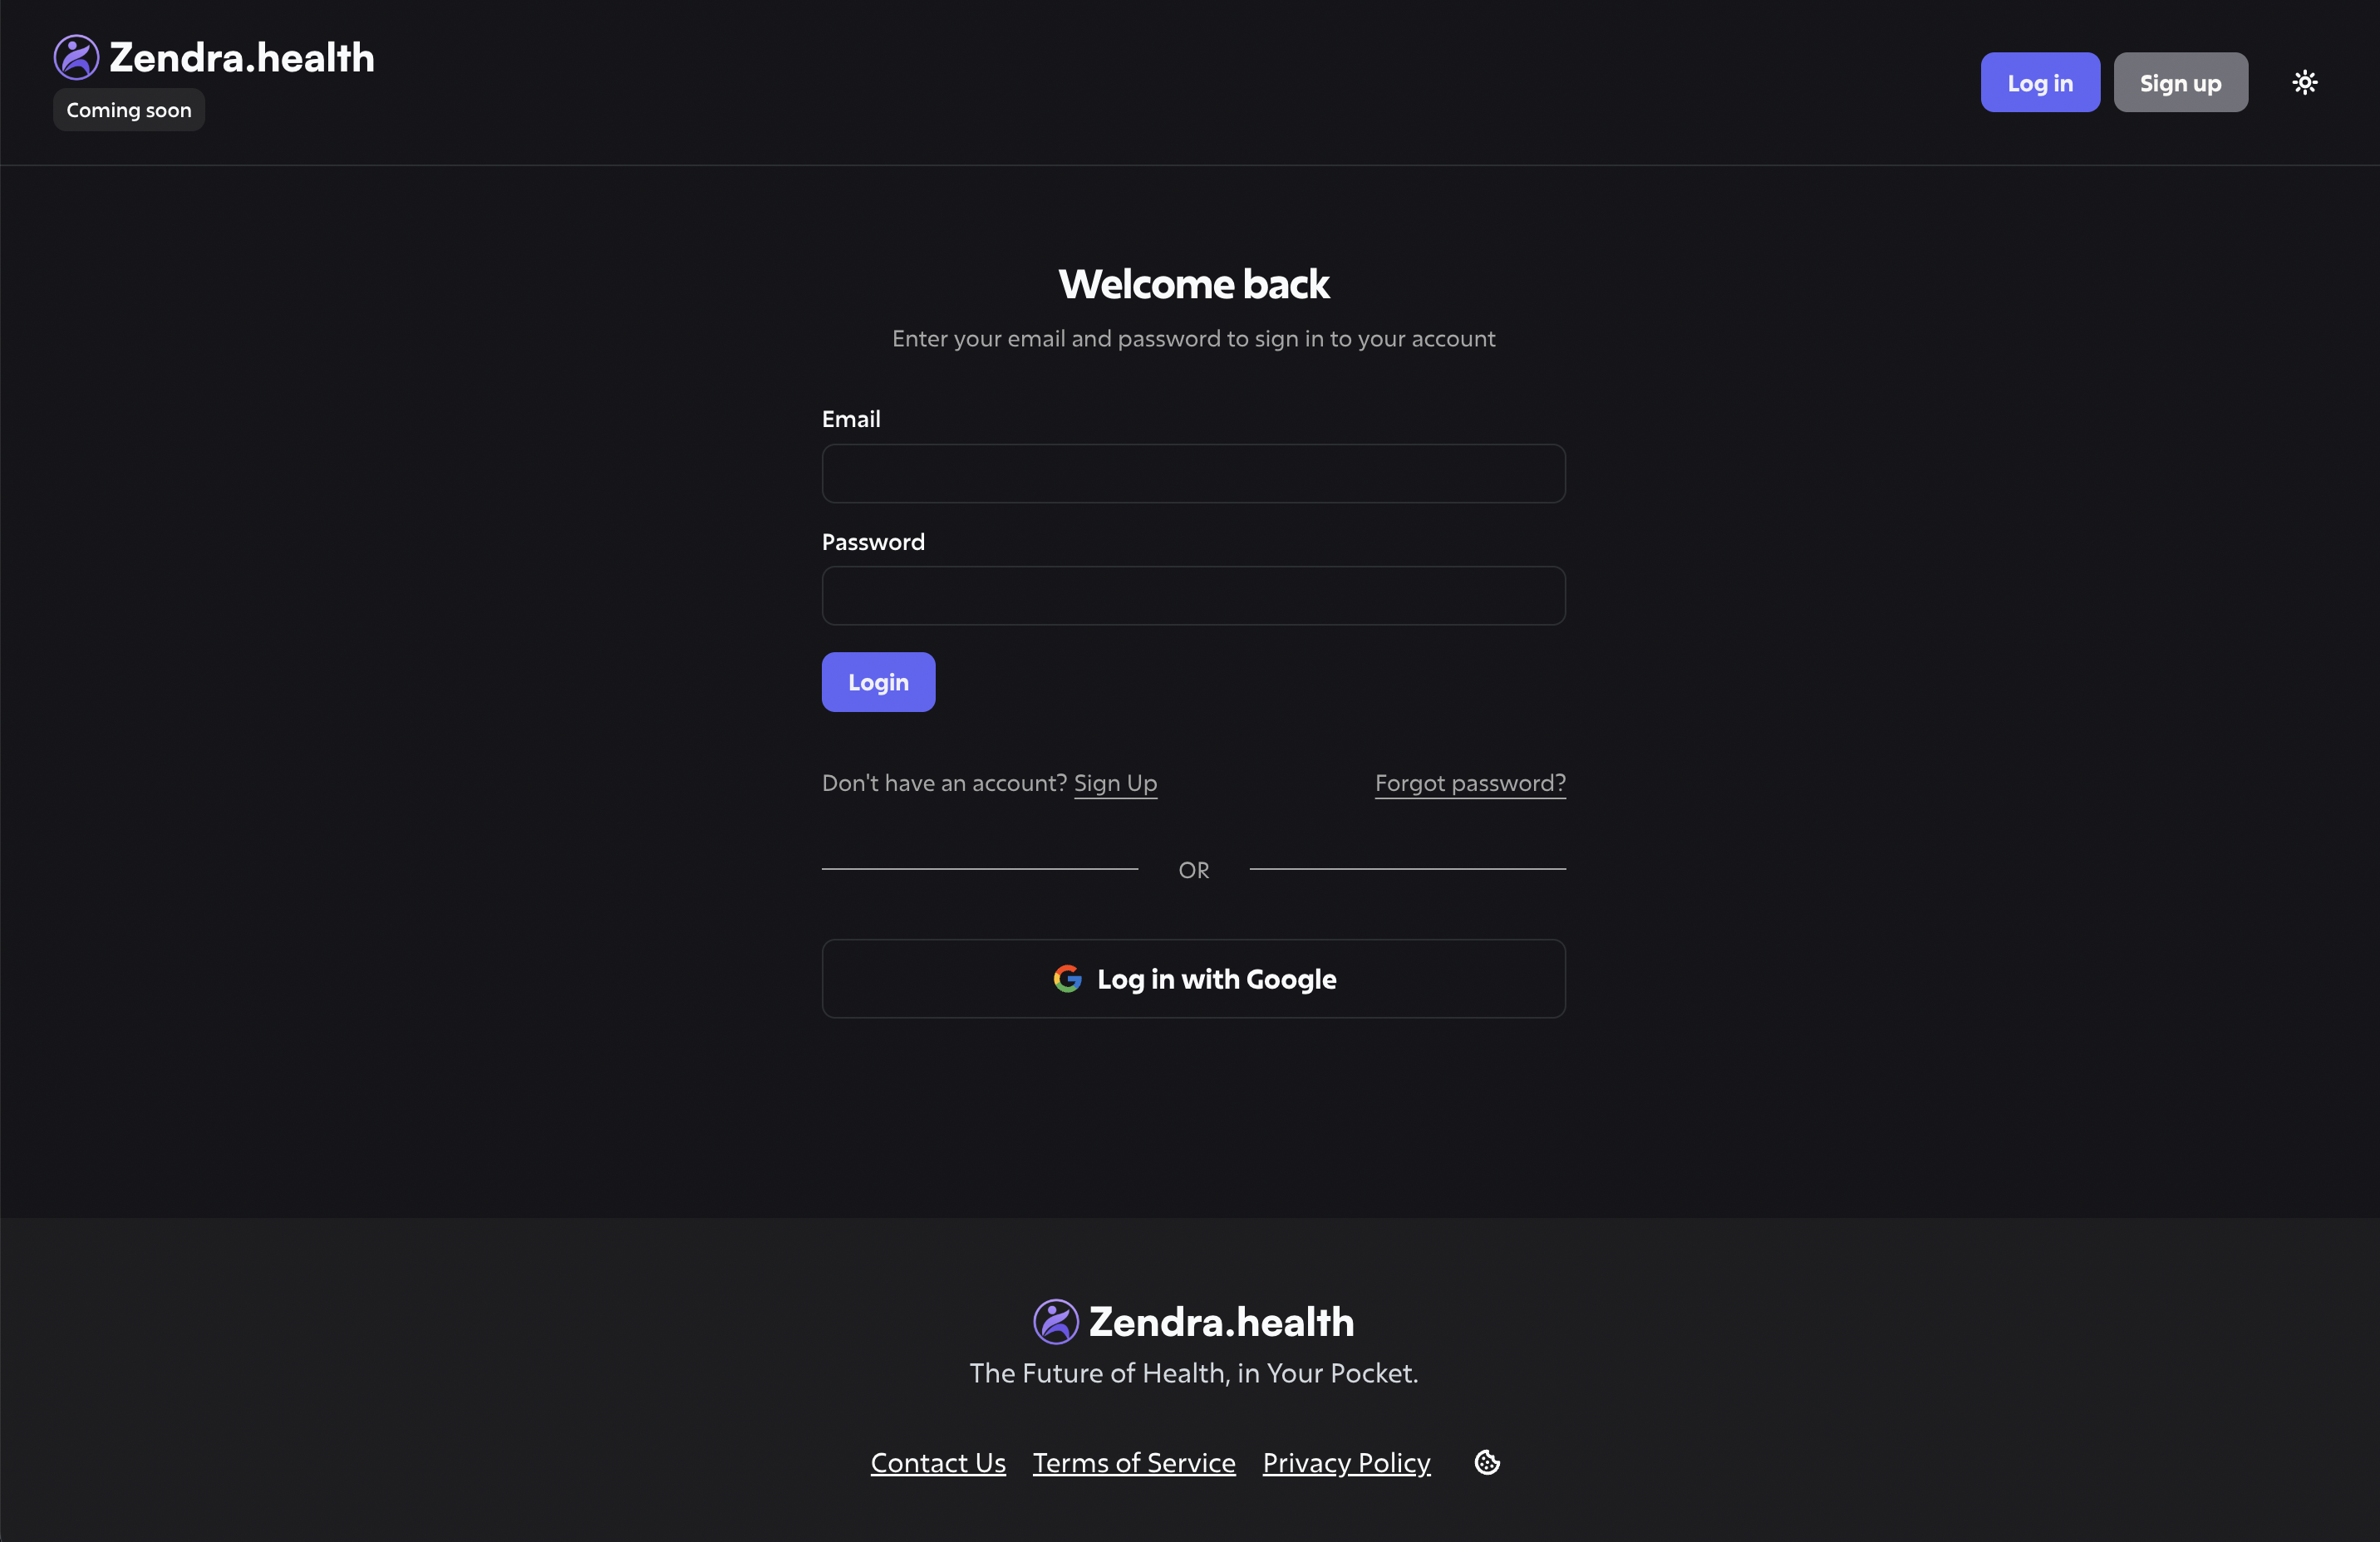 Zendra.health
Coming soon
Log in
Sign up
Welcome back
Enter your email and password to sign in to your account
Email
Password
Login
Don't have an account? Sign Up
Forgot password?
OR
Log in with Google
Zendra.health
The Future of Health, in Your Pocket.
Contact Us Terms of Service Privacy Policy